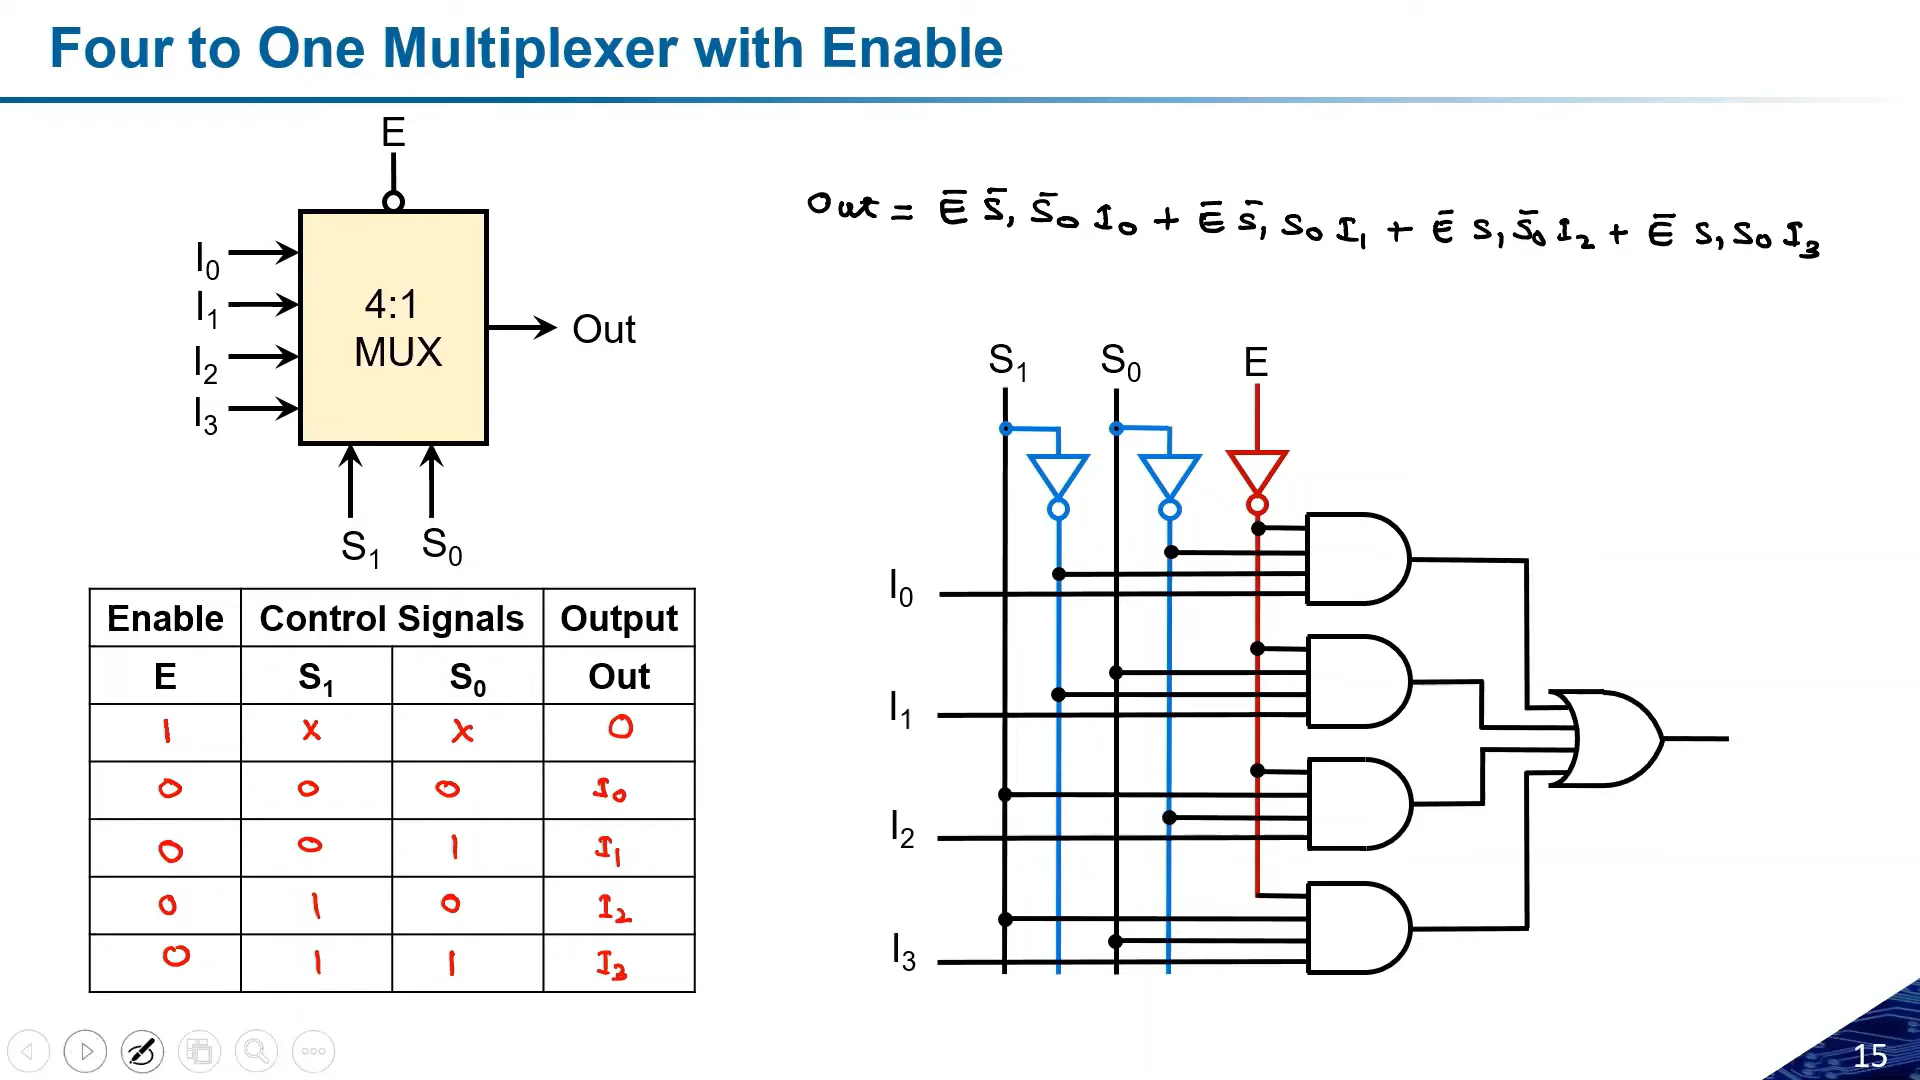 Four to One Multiplexer with Enable
E
I0
I1
I2
I3
4:1
MUX
Out
S1 S0
Out = E̅ S̅1 S̅0 I0 + E̅ S̅1 S0 I1 + E̅ S1 S̅0 I2 + E̅ S1 S0 I3
Enable Control Signals Output
E S1 S0 Out
1 X X 0
0 0 0 I0
0 0 1 I1
0 1 0 I2
0 1 1 I3
S1 S0 E
I0
I1
I2
I3
15